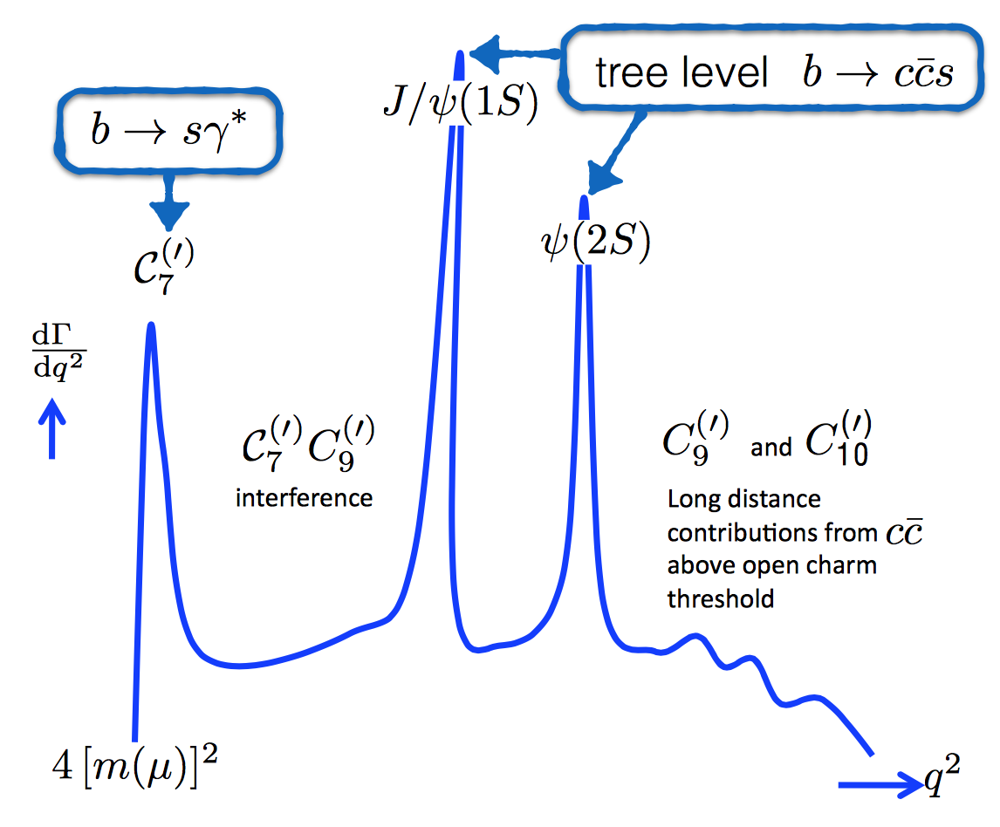 tree level b → cc̄s
J/ψ(1S)
b → sγ*
ψ(2S)
C₇⁽′⁾
dΓ
dq²
C₇⁽′⁾C₉⁽′⁾
interference
C₉⁽′⁾ and C₁₀⁽′⁾
Long distance
contributions from cc̄
above open charm
threshold
4 [m(μ)]²
q²